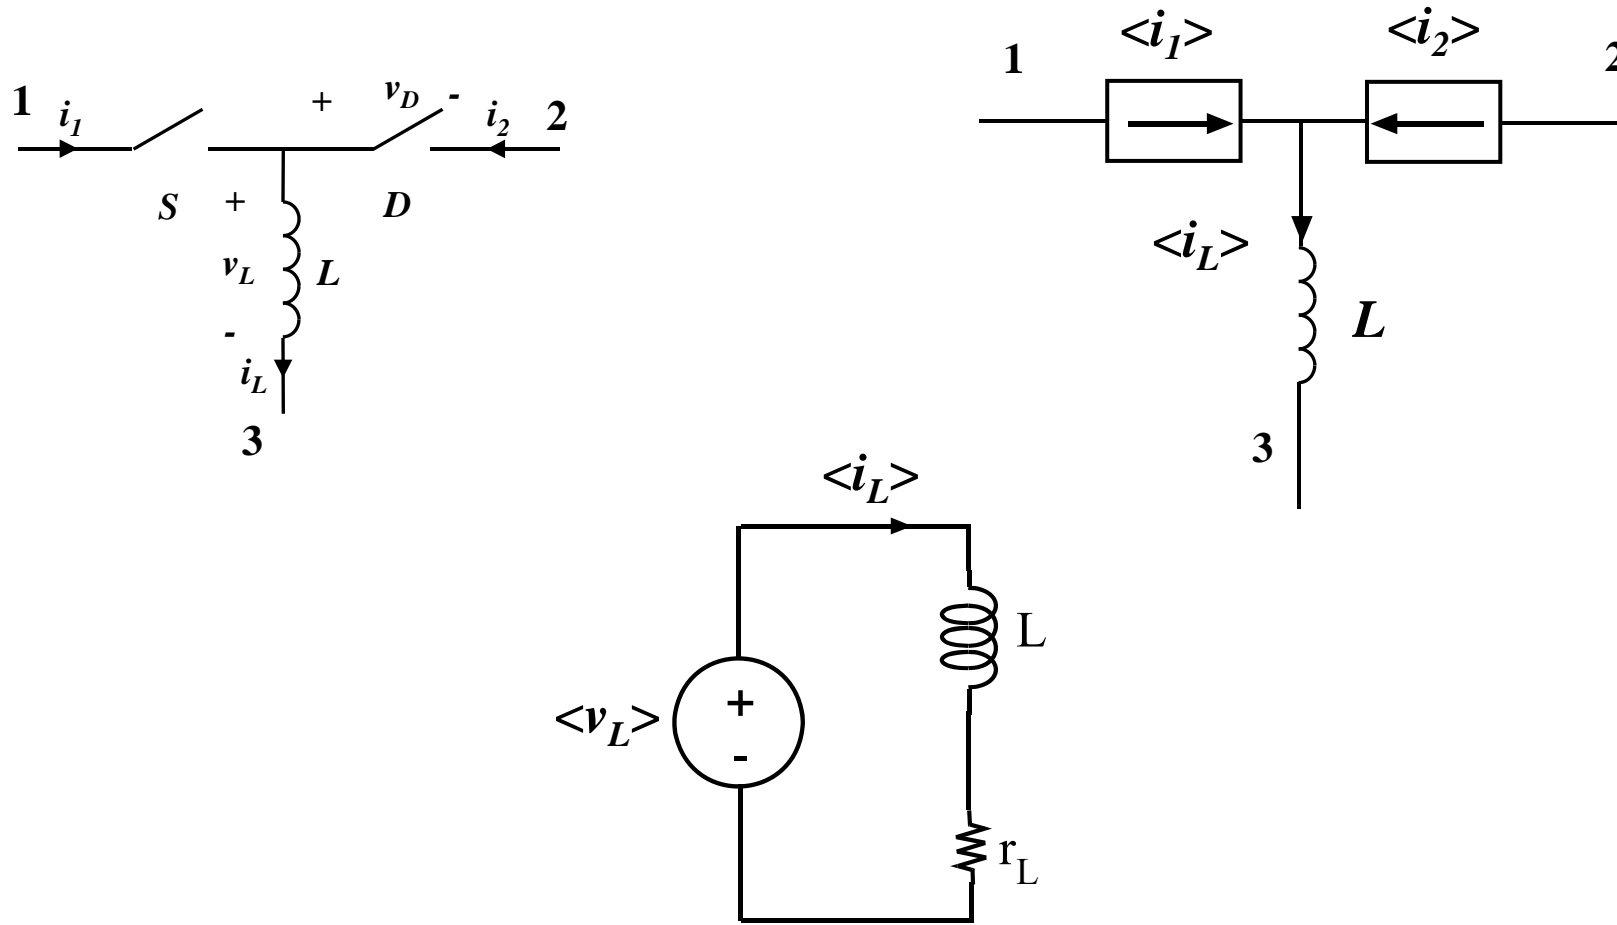 1 i1 + vD - i2 2
S + D
vL L
-
iL
3
<i1> <i2>
1 2
<iL>
L
3
<iL>
L
<vL> + -
rL